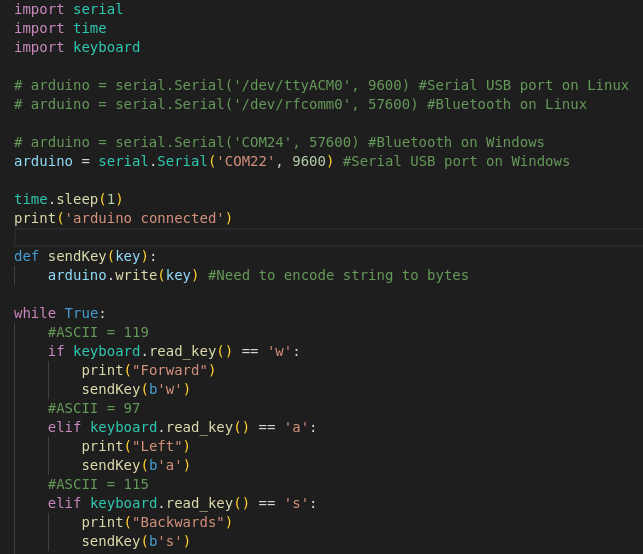 import serial
import time
import keyboard
# arduino = serial.Serial('/dev/ttyACM0', 9600) #Serial USB port on Linux
# arduino = serial.Serial('/dev/rfcomm0', 57600) #Bluetooth on Linux
# arduino = serial.Serial('COM24', 57600) #Bluetooth on Windows
arduino = serial.Serial('COM22', 9600) #Serial USB port on Windows
time.sleep(1)
print('arduino connected')
def sendKey(key):
    arduino.write(key) #Need to encode string to bytes
while True:
    #ASCII = 119
    if keyboard.read_key() == 'w':
        print("Forward")
        sendKey(b'w')
    #ASCII = 97
    elif keyboard.read_key() == 'a':
        print("Left")
        sendKey(b'a')
    #ASCII = 115
    elif keyboard.read_key() == 's':
        print("Backwards")
        sendKey(b's')